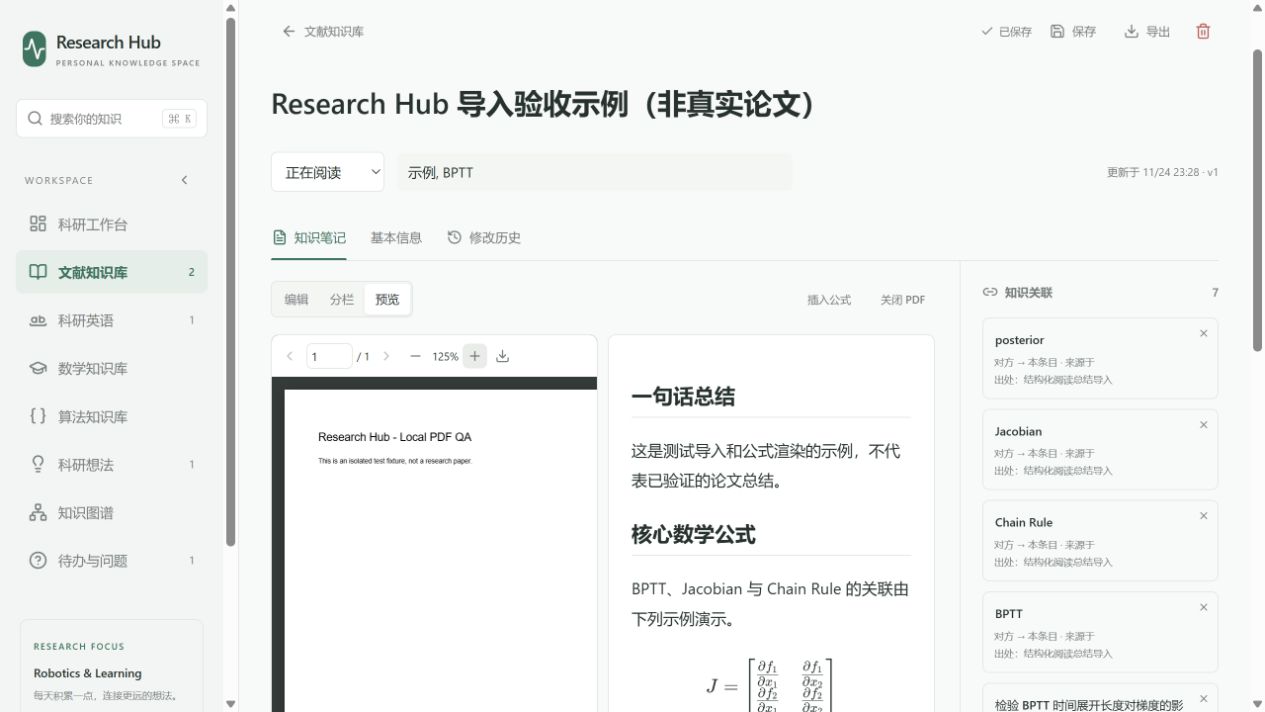 Research Hub
PERSONAL KNOWLEDGE SPACE
搜索你的知识
⌘ K
WORKSPACE
科研工作台
文献知识库 2
科研英语 1
数学知识库
算法知识库
科研想法 1
知识图谱
待办与问题 1
RESEARCH FOCUS
Robotics & Learning
每天积累一点，连接更远的想法。
文献知识库
已保存 保存 导出
Research Hub 导入验收示例（非真实论文）
正在阅读
示例, BPTT
更新于 11/24 23:28 · v1
知识笔记 基本信息 修改历史
编辑 分栏 预览
插入公式 关闭 PDF
1 / 1 — 125% +
Research Hub - Local PDF QA
This is an isolated test fixture, not a research paper.
一句话总结
这是测试导入和公式渲染的示例，不代
表已验证的论文总结。
核心数学公式
BPTT、Jacobian 与 Chain Rule 的关联由
下列示例演示。
J = [∂f₁/∂x₁ ∂f₁/∂x₂
∂f₂/∂x₁ ∂f₂/∂x₂]
知识关联 7
posterior
对方 → 本条目 · 来源于
出处：结构化阅读总结导入
Jacobian
对方 → 本条目 · 来源于
出处：结构化阅读总结导入
Chain Rule
对方 → 本条目 · 来源于
出处：结构化阅读总结导入
BPTT
对方 → 本条目 · 来源于
出处：结构化阅读总结导入
检验 BPTT 时间展开长度对梯度的影